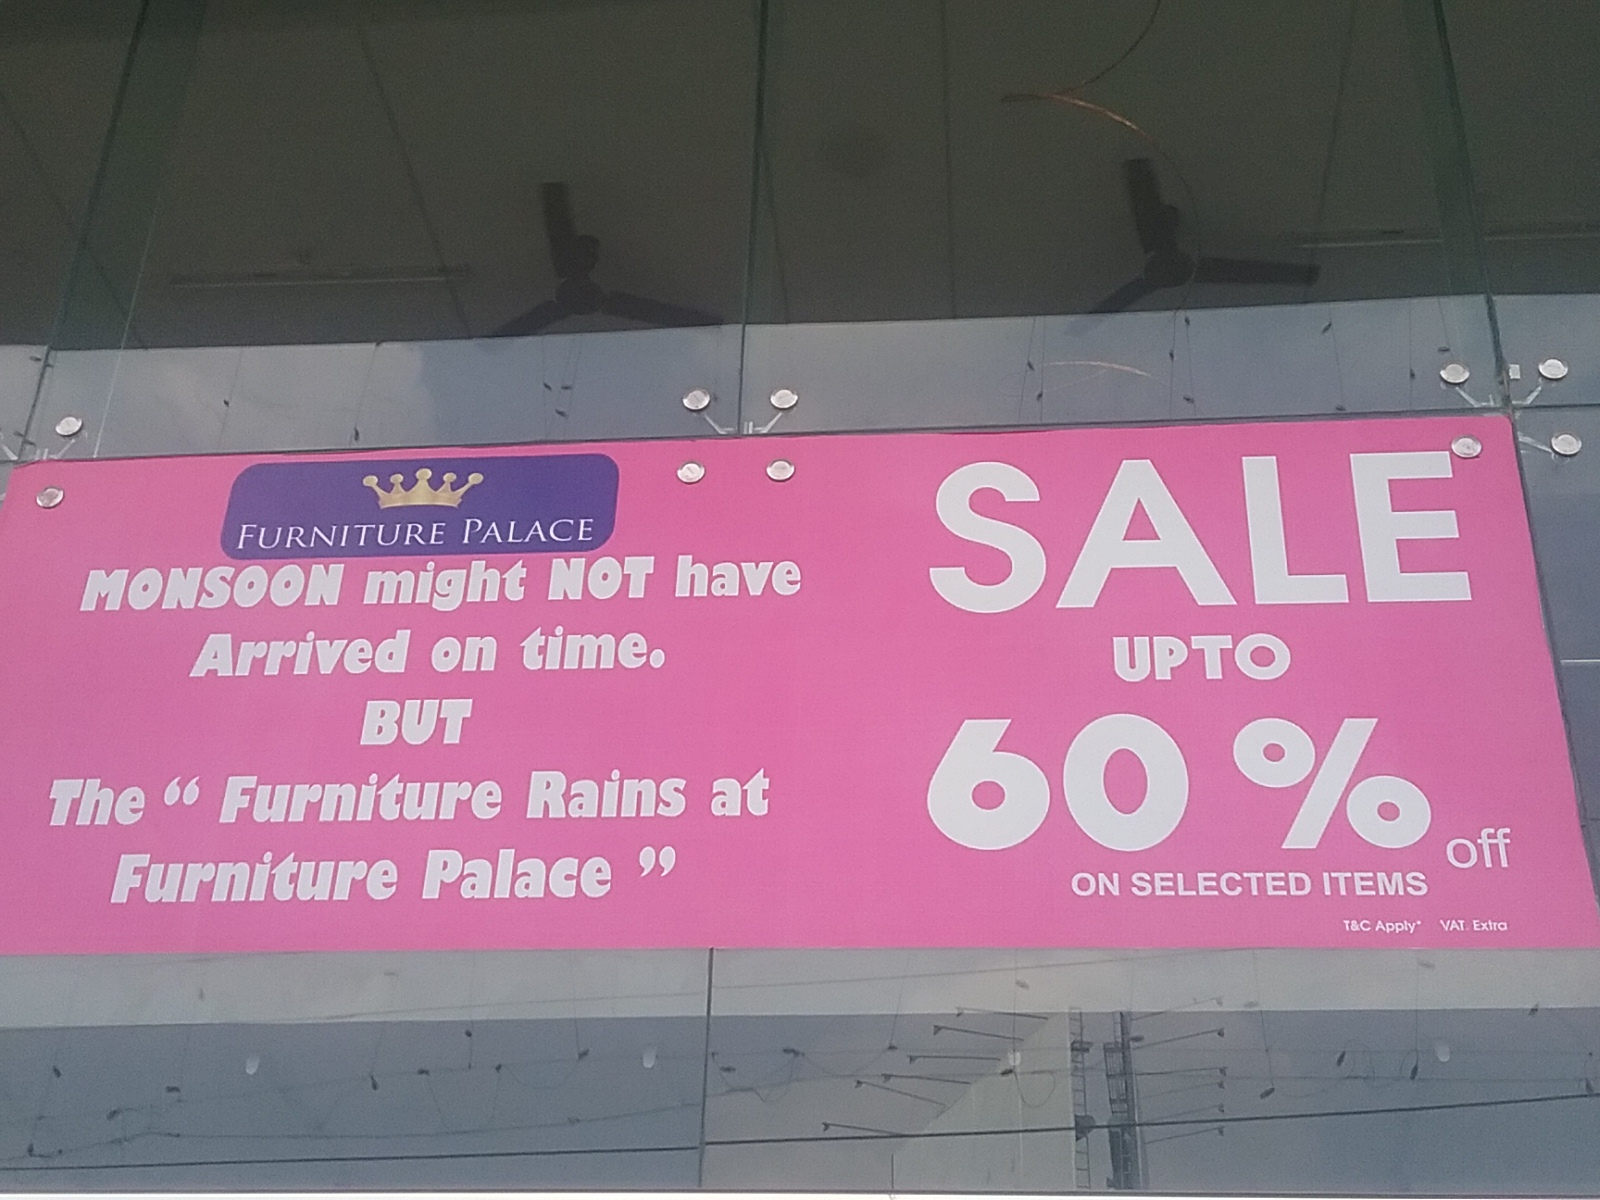 FURNITURE PALACE
MONSOON might NOT have
Arrived on time.
BUT
The “ Furniture Rains at
Furniture Palace ”
SALE
UPTO
60 % off
ON SELECTED ITEMS
T&C Apply* VAT Extra